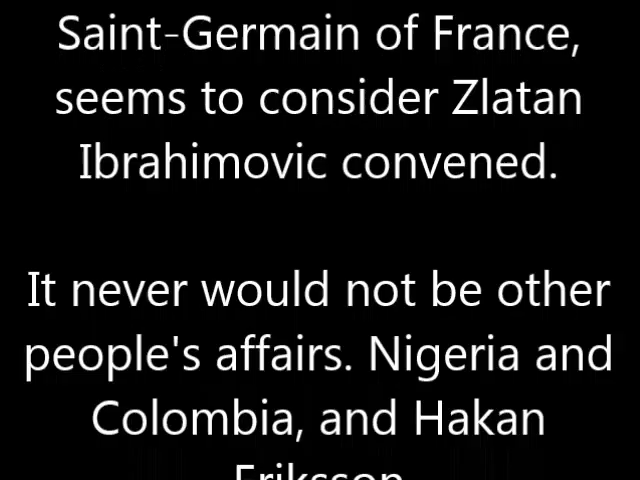 Saint-Germain of France,
seems to consider Zlatan
Ibrahimovic convened.
It never would not be other
people's affairs. Nigeria and
Colombia, and Hakan
Eriksson